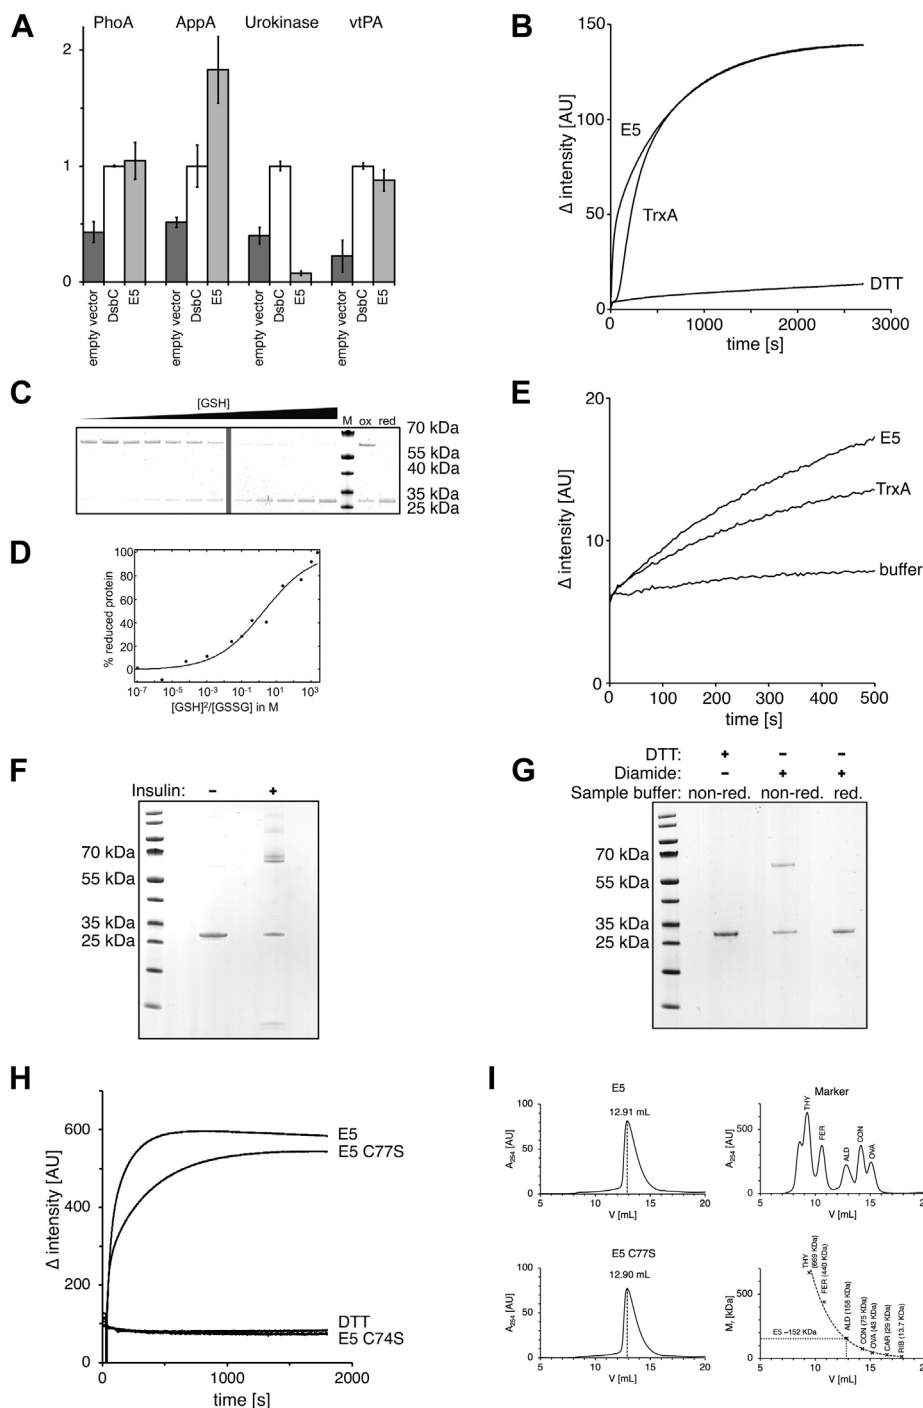 A
PhoA AppA Urokinase vtPA
2
1
0
empty vector DsbC E5 empty vector DsbC E5 empty vector DsbC E5 empty vector DsbC E5
B
Δ intensity [AU]
150
100
50
0
E5
TrxA
DTT
0 1000 2000 3000
time [s]
C
[GSH]
M ox red
70 kDa
55 kDa
40 kDa
35 kDa
25 kDa
D
% reduced protein
100
80
60
40
20
0
10⁻⁷ 10⁻⁵ 10⁻³ 10⁻¹ 10¹ 10³
[GSH]²/[GSSG] in M
E
Δ intensity [AU]
20
10
0
E5
TrxA
buffer
0 100 200 300 400 500
time [s]
F
Insulin: - +
70 kDa
55 kDa
35 kDa
25 kDa
G
DTT: + - -
Diamide: - + +
Sample buffer: non-red. non-red. red.
70 kDa
55 kDa
35 kDa
25 kDa
H
Δ intensity [AU]
600
400
200
0
E5
E5 C77S
DTT
E5 C74S
0 1000 2000
time [s]
I
E5
12.91 mL
A₂₅₄ [AU]
100
50
0
5 10 15 20
V [mL]
Marker
A₂₅₄ [AU]
500
0
THY FER ALD CON OVA
5 10 15 20
V [mL]
E5 C77S
12.90 mL
A₂₅₄ [AU]
100
50
0
5 10 15 20
V [mL]
Mᵣ [kDa]
500
0
THY (669 KDa)
FER (440 KDa)
ALD (158 KDa)
CON (75 KDa)
OVA (43 KDa)
CAR (29 KDa)
RIB (13.7 KDa)
E5 ~152 KDa
5 10 15 20
V [mL]